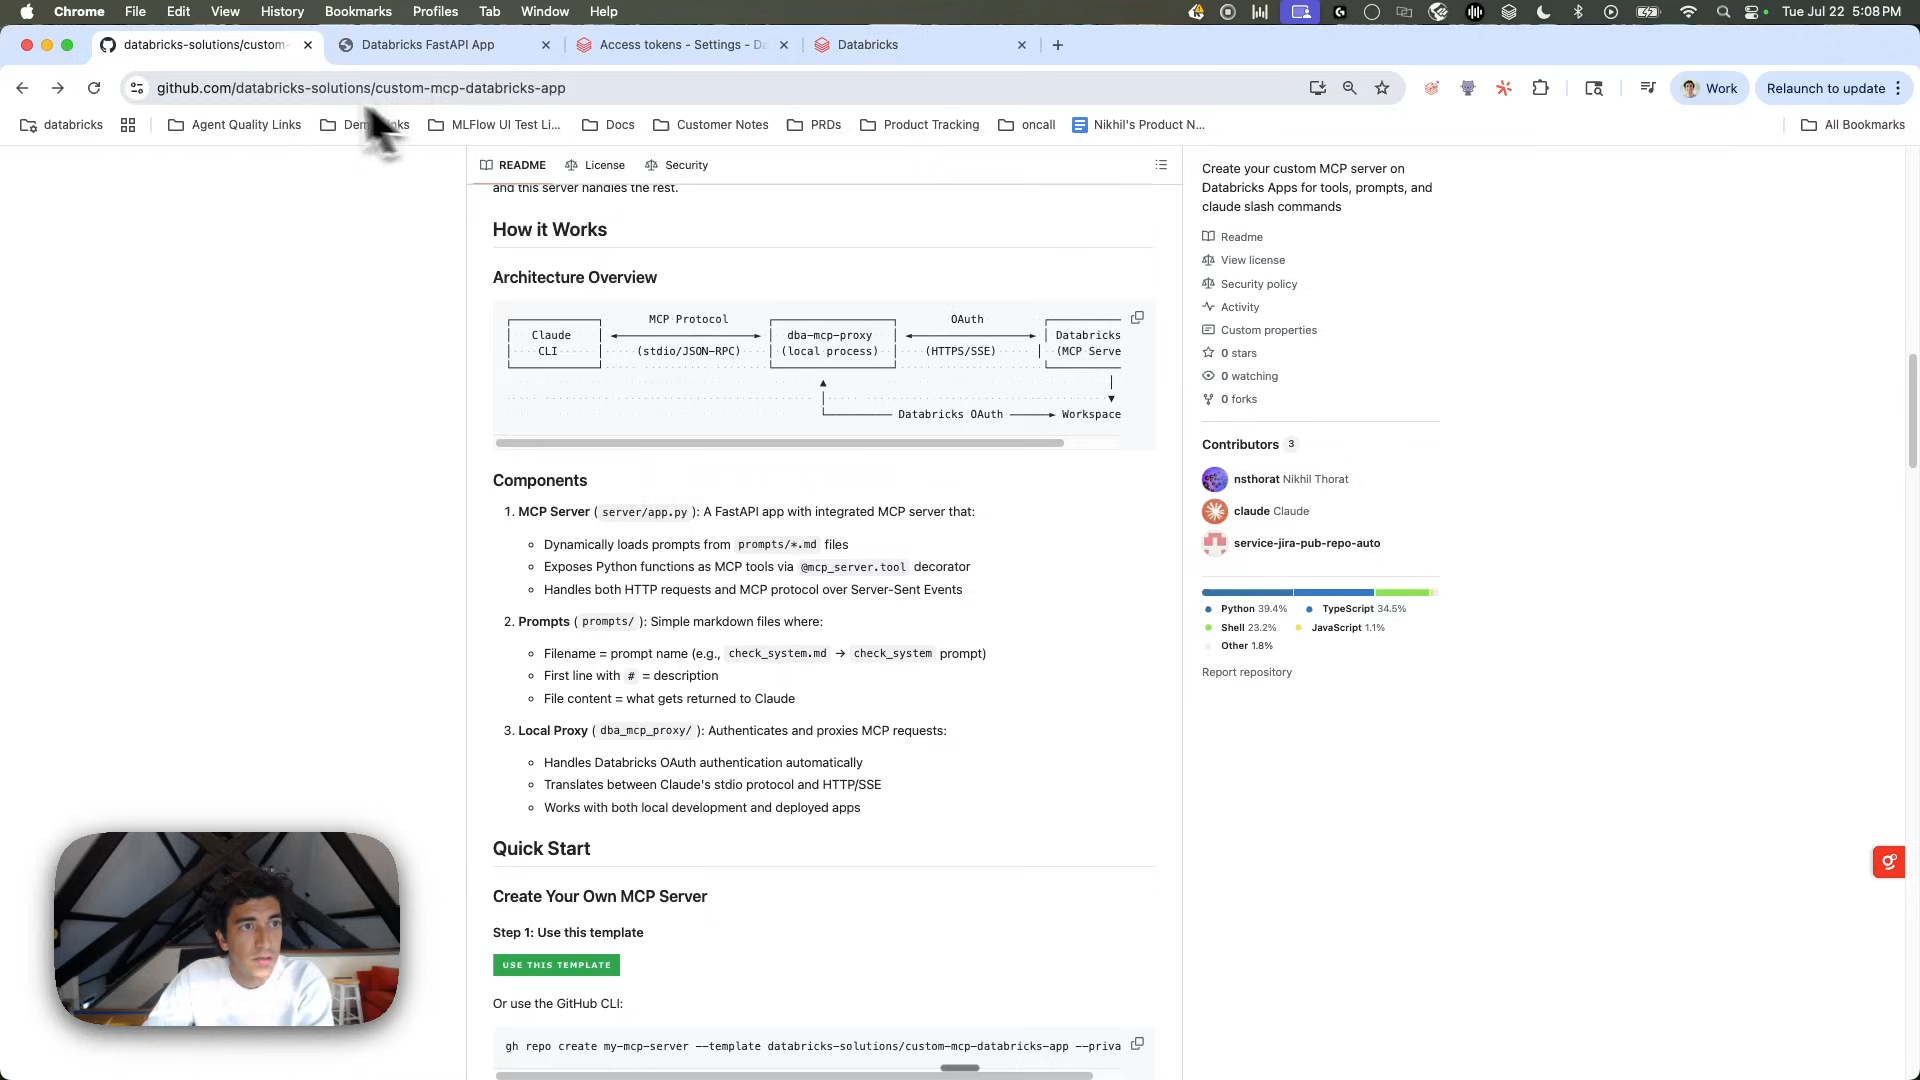 Chrome File Edit View History Bookmarks Profiles Tab Window Help Tue Jul 22 5:08 PM
databricks-solutions/custom- Databricks FastAPI App Access tokens - Settings - Da Databricks
github.com/databricks-solutions/custom-mcp-databricks-app Work Relaunch to update
databricks Agent Quality Links MLFlow UI Test Li... Docs Customer Notes PRDs Product Tracking oncall Nikhil's Product N... All Bookmarks
README License Security
and this server handles the rest.
How it Works
Architecture Overview
MCP Protocol OAuth
Claude dba-mcp-proxy Databricks
CLI (stdio/JSON-RPC) (local process) (HTTPS/SSE) (MCP Serve
Databricks OAuth Workspace
Components
1. MCP Server ( server/app.py ): A FastAPI app with integrated MCP server that:
Dynamically loads prompts from prompts/*.md files
Exposes Python functions as MCP tools via @mcp_server.tool decorator
Handles both HTTP requests and MCP protocol over Server-Sent Events
2. Prompts ( prompts/ ): Simple markdown files where:
Filename = prompt name (e.g., check_system.md → check_system prompt)
First line with # = description
File content = what gets returned to Claude
3. Local Proxy ( dba_mcp_proxy/ ): Authenticates and proxies MCP requests:
Handles Databricks OAuth authentication automatically
Translates between Claude's stdio protocol and HTTP/SSE
Works with both local development and deployed apps
Quick Start
Create Your Own MCP Server
Step 1: Use this template
USE THIS TEMPLATE
Or use the GitHub CLI:
gh repo create my-mcp-server --template databricks-solutions/custom-mcp-databricks-app --priva
Create your custom MCP server on
Databricks Apps for tools, prompts, and
claude slash commands
Readme
View license
Security policy
Activity
Custom properties
0 stars
0 watching
0 forks
Contributors 3
nsthorat Nikhil Thorat
claude Claude
service-jira-pub-repo-auto
Python 39.4% TypeScript 34.5%
Shell 23.2% JavaScript 1.1%
Other 1.8%
Report repository